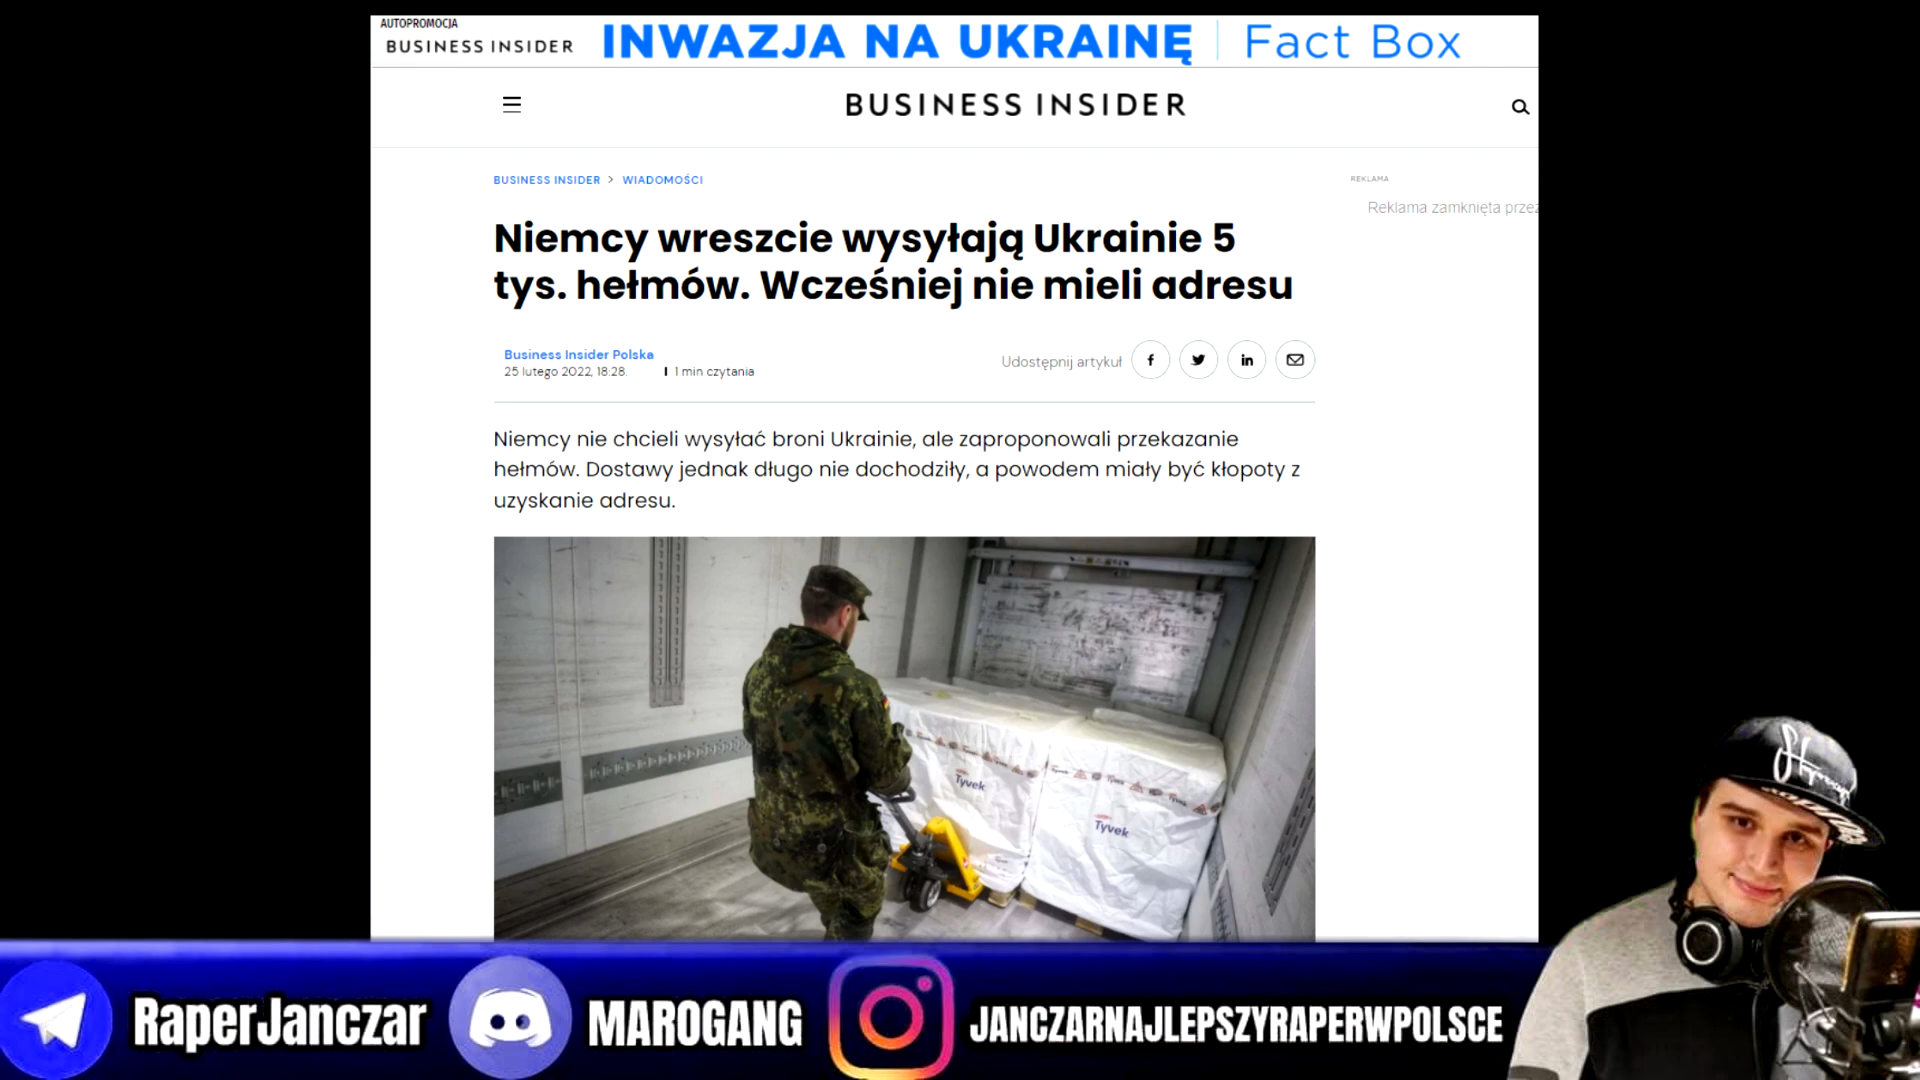 AUTOPROMOCJA
BUSINESS INSIDER
INWAZJA NA UKRAINĘ | Fact Box
BUSINESS INSIDER
BUSINESS INSIDER > WIADOMOŚCI
REKLAMA
Reklama zamknięta przez
Niemcy wreszcie wysyłają Ukrainie 5
tys. hełmów. Wcześniej nie mieli adresu
Business Insider Polska
25 lutego 2022, 18:28.
1 min czytania
Udostępnij artykuł
Niemcy nie chcieli wysyłać broni Ukrainie, ale zaproponowali przekazanie
hełmów. Dostawy jednak długo nie dochodziły, a powodem miały być kłopoty z
uzyskanie adresu.
Tyvek
Tyvek
RaperJanczar
MAROGANG
JANCZARNAJLEPSZYRAPERWPOLSCE